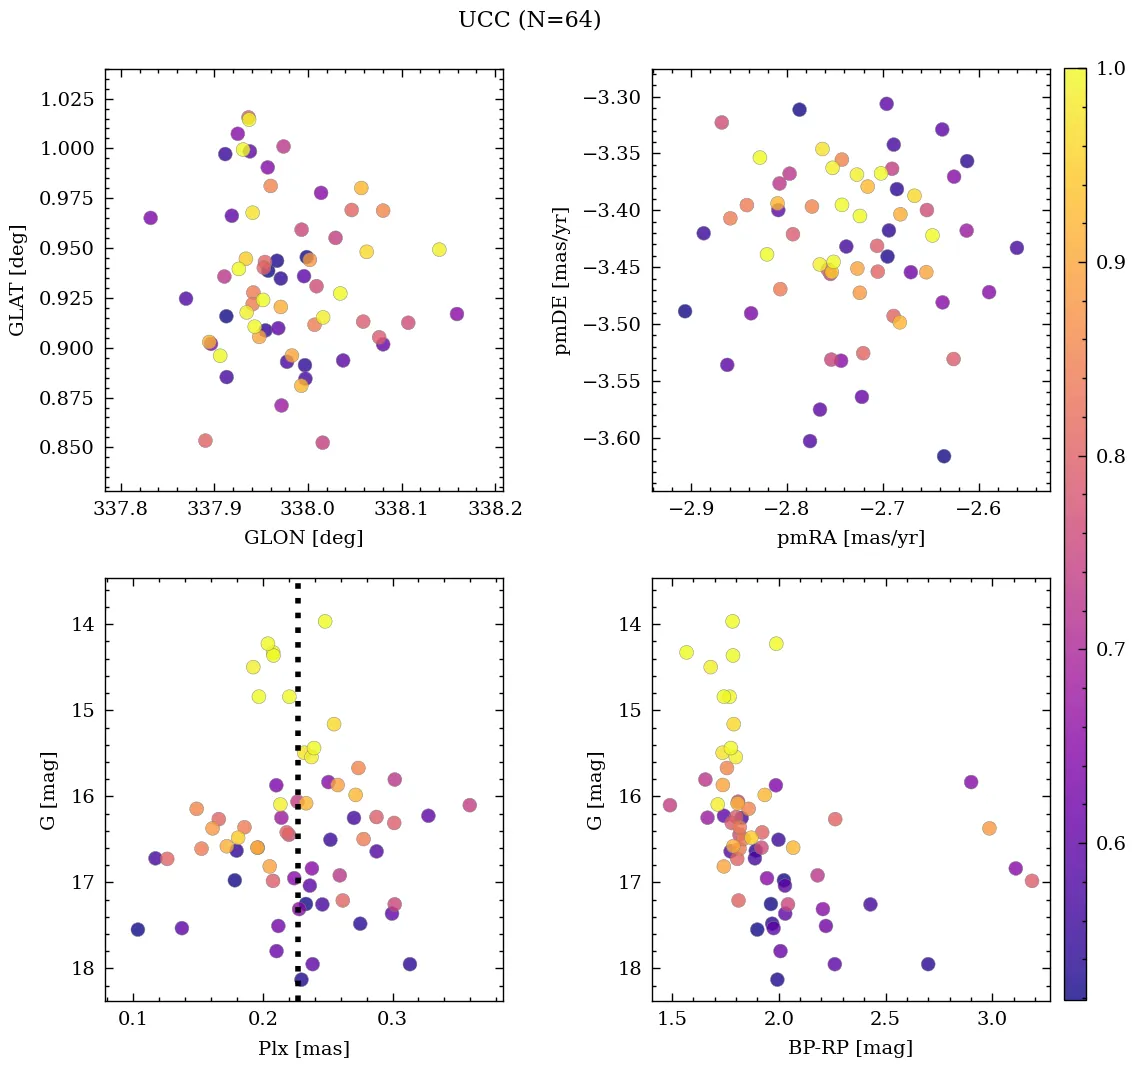 UCC (N=64)
1.025
1.000
0.975
0.950
0.925
0.900
0.875
0.850
GLAT [deg]
337.8 337.9 338.0 338.1 338.2
GLON [deg]
−3.30
−3.35
−3.40
−3.45
−3.50
−3.55
−3.60
pmDE [mas/yr]
−2.9 −2.8 −2.7 −2.6
pmRA [mas/yr]
14
15
16
17
18
G [mag]
0.1 0.2 0.3
Plx [mas]
14
15
16
17
18
G [mag]
1.5 2.0 2.5 3.0
BP-RP [mag]
1.0
0.9
0.8
0.7
0.6